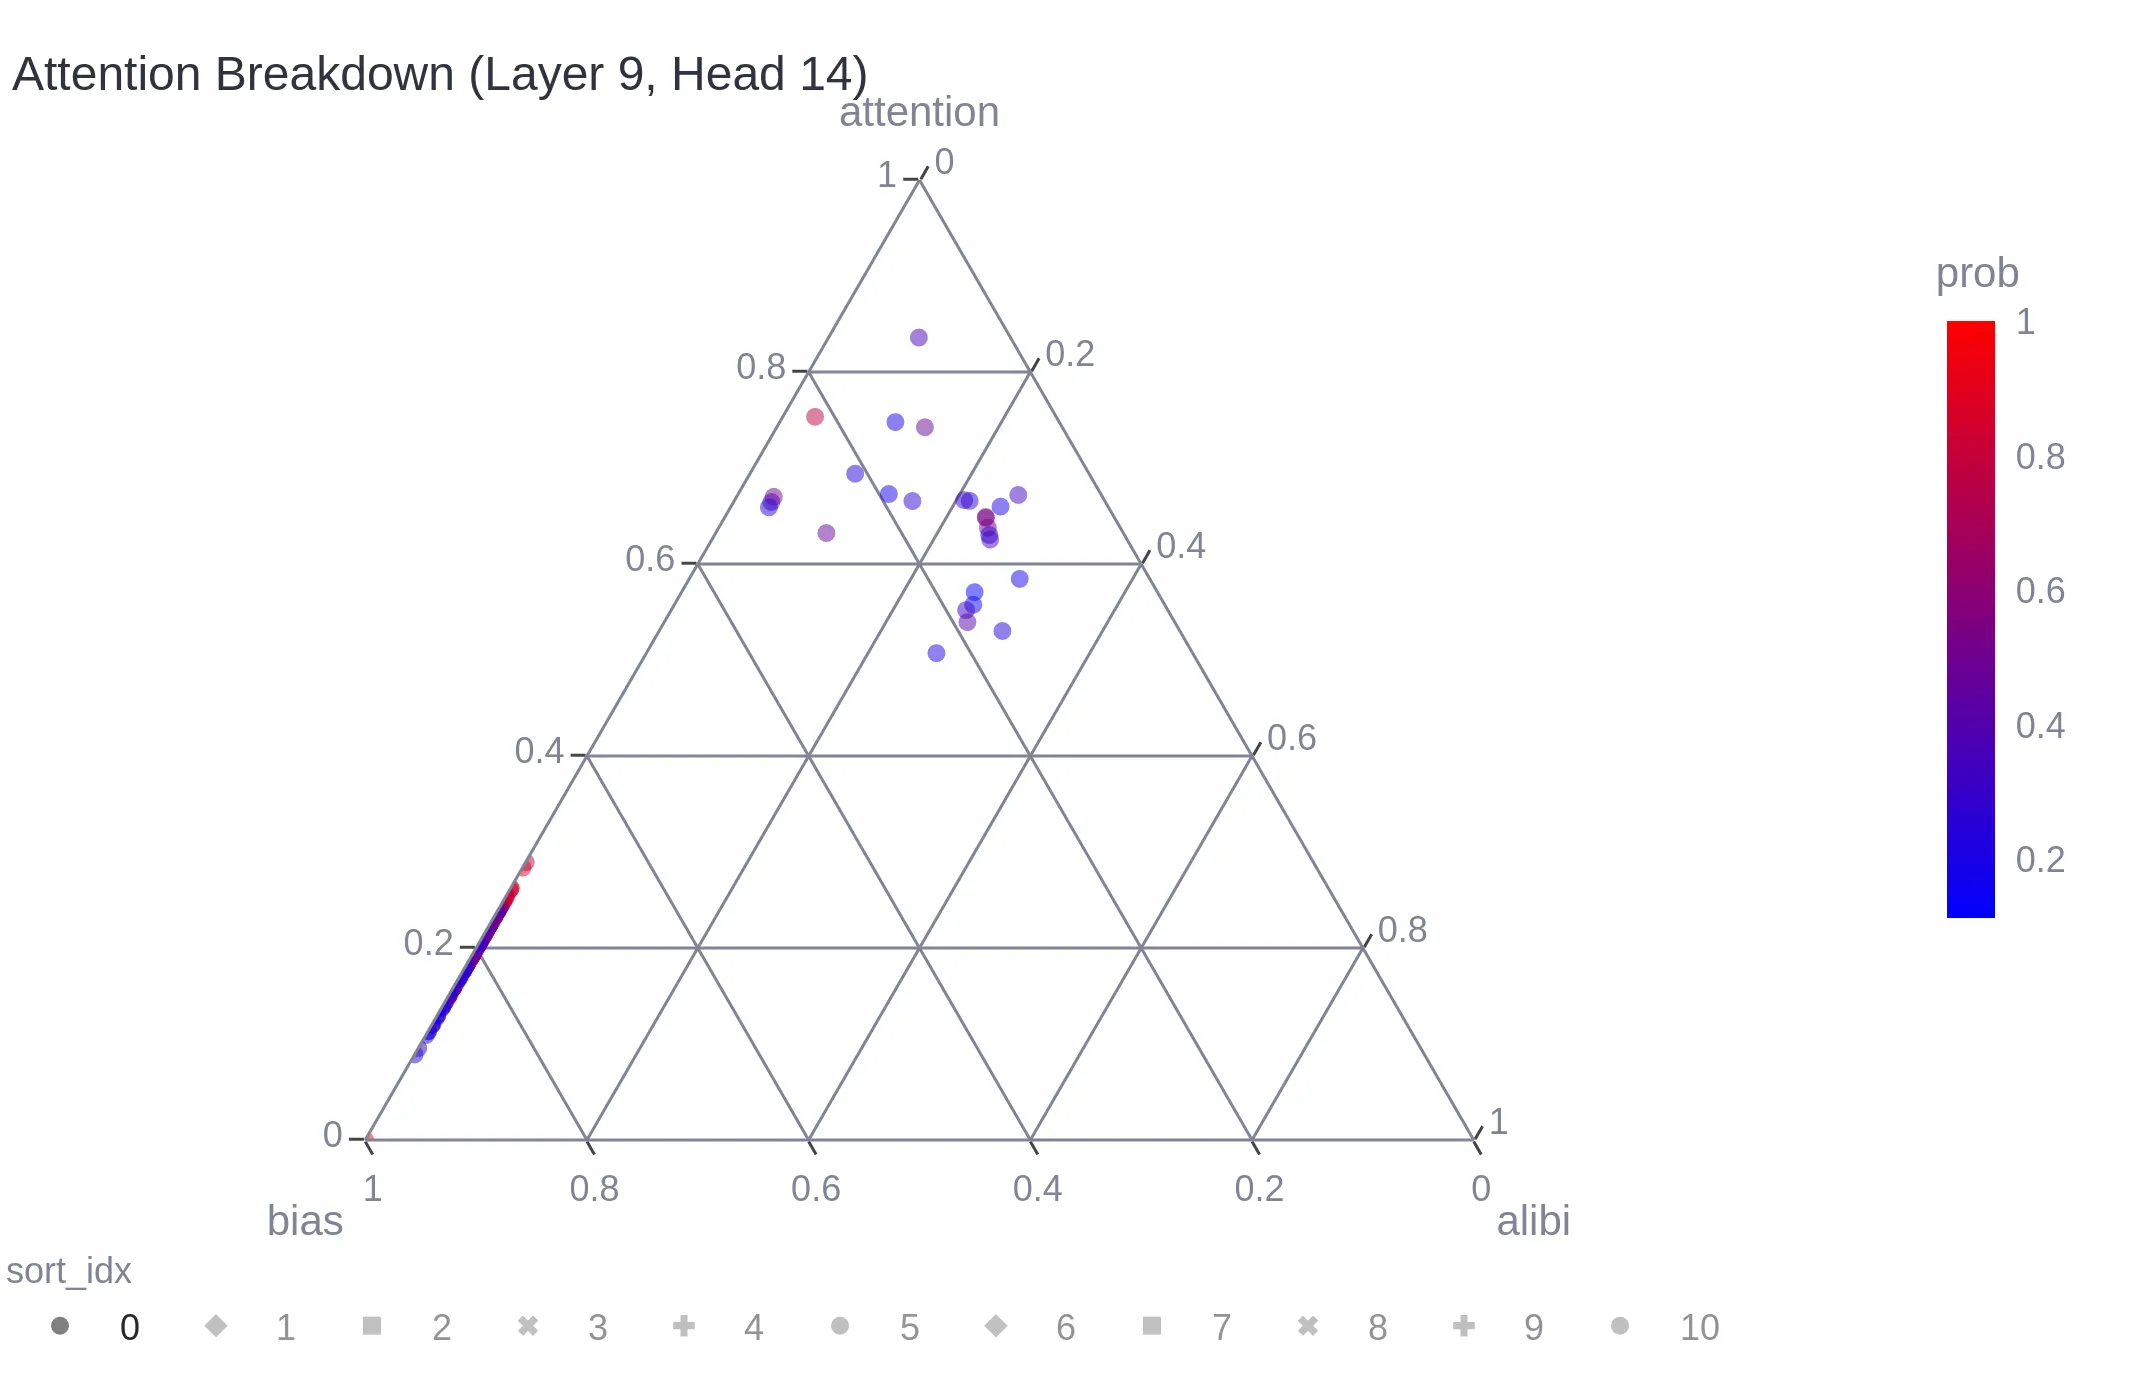 Attention Breakdown (Layer 9, Head 14)
attention
1 0
0.8 0.2
0.6 0.4
0.4 0.6
0.2 0.8
0 1
1 0.8 0.6 0.4 0.2 0
bias alibi
prob
1
0.8
0.6
0.4
0.2
sort_idx
0 1 2 3 4 5 6 7 8 9 10